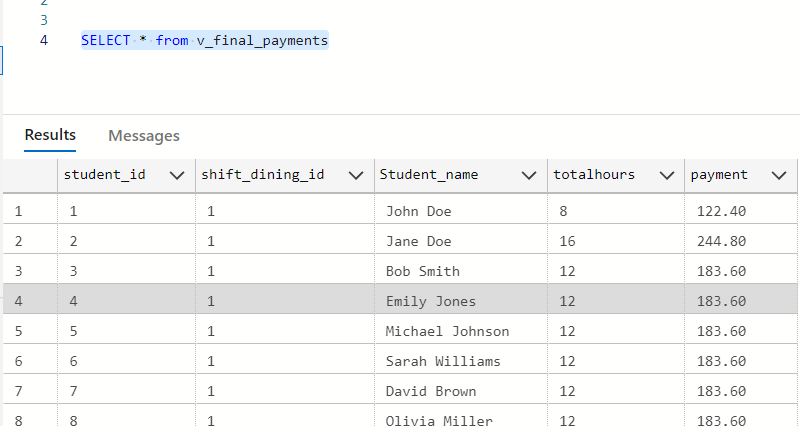 2
3
4 SELECT * from v_final_payments
Results Messages
student_id shift_dining_id Student_name totalhours payment
1 1 1 John Doe 8 122.40
2 2 1 Jane Doe 16 244.80
3 3 1 Bob Smith 12 183.60
4 4 1 Emily Jones 12 183.60
5 5 1 Michael Johnson 12 183.60
6 6 1 Sarah Williams 12 183.60
7 7 1 David Brown 12 183.60
8 8 1 Olivia Miller 12 183.60